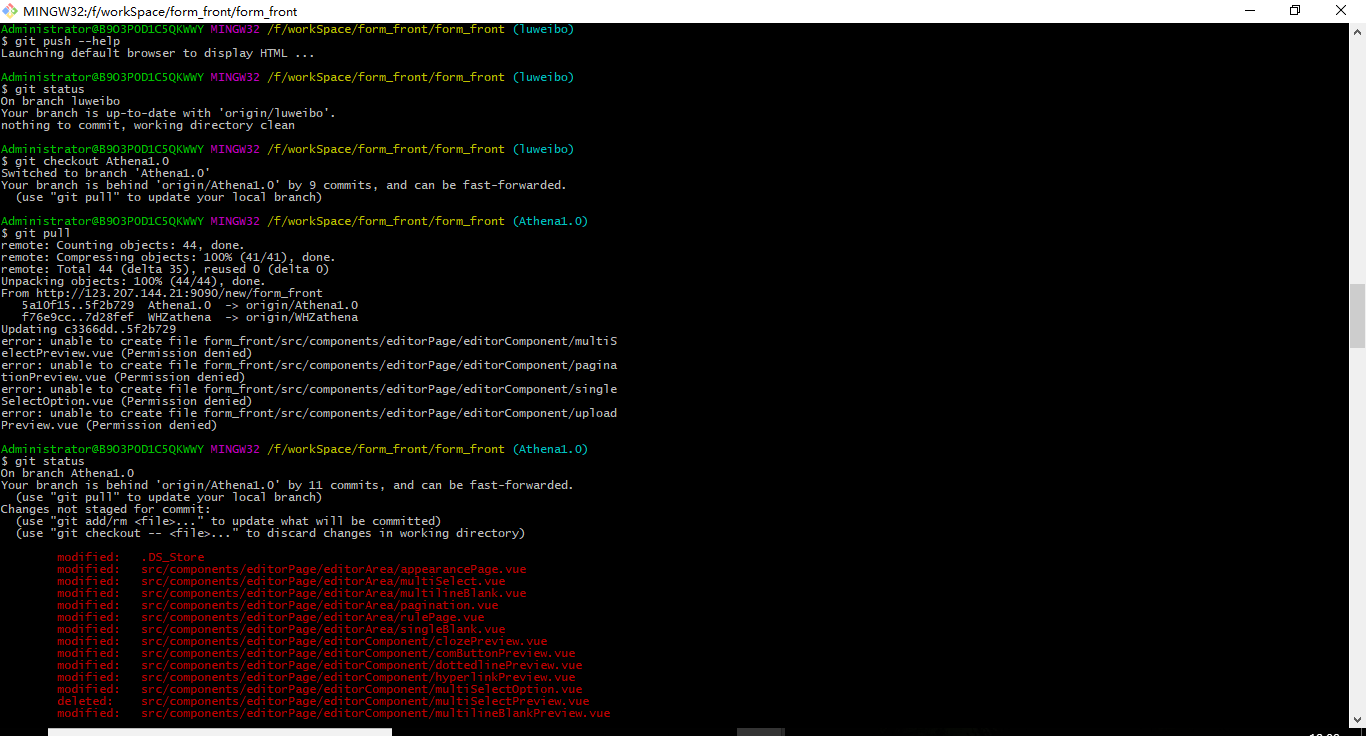 MINGW32:/f/workSpace/form_front/form_front
Administrator@B9O3POD1C5QKWWY MINGW32 /f/workSpace/form_front/form_front (luweibo)
$ git push --help
Launching default browser to display HTML ...
Administrator@B9O3POD1C5QKWWY MINGW32 /f/workSpace/form_front/form_front (luweibo)
$ git status
On branch luweibo
Your branch is up-to-date with 'origin/luweibo'.
nothing to commit, working directory clean
Administrator@B9O3POD1C5QKWWY MINGW32 /f/workSpace/form_front/form_front (luweibo)
$ git checkout Athena1.0
Switched to branch 'Athena1.0'
Your branch is behind 'origin/Athena1.0' by 9 commits, and can be fast-forwarded.
  (use "git pull" to update your local branch)
Administrator@B9O3POD1C5QKWWY MINGW32 /f/workSpace/form_front/form_front (Athena1.0)
$ git pull
remote: Counting objects: 44, done.
remote: Compressing objects: 100% (41/41), done.
remote: Total 44 (delta 35), reused 0 (delta 0)
Unpacking objects: 100% (44/44), done.
From http://123.207.144.21:9090/new/form_front
   5a10f15..5f2b729  Athena1.0  -> origin/Athena1.0
   f76e9cc..7d28fef  WHZathena  -> origin/WHZathena
Updating c3366dd..5f2b729
error: unable to create file form_front/src/components/editorPage/editorComponent/multiS
electPreview.vue (Permission denied)
error: unable to create file form_front/src/components/editorPage/editorComponent/pagina
tionPreview.vue (Permission denied)
error: unable to create file form_front/src/components/editorPage/editorComponent/single
SelectOption.vue (Permission denied)
error: unable to create file form_front/src/components/editorPage/editorComponent/upload
Preview.vue (Permission denied)
Administrator@B9O3POD1C5QKWWY MINGW32 /f/workSpace/form_front/form_front (Athena1.0)
$ git status
On branch Athena1.0
Your branch is behind 'origin/Athena1.0' by 11 commits, and can be fast-forwarded.
  (use "git pull" to update your local branch)
Changes not staged for commit:
  (use "git add/rm <file>..." to update what will be committed)
  (use "git checkout -- <file>..." to discard changes in working directory)
        modified:   .DS_Store
        modified:   src/components/editorPage/editorArea/appearancePage.vue
        modified:   src/components/editorPage/editorArea/multiSelect.vue
        modified:   src/components/editorPage/editorArea/multilineBlank.vue
        modified:   src/components/editorPage/editorArea/pagination.vue
        modified:   src/components/editorPage/editorArea/rulePage.vue
        modified:   src/components/editorPage/editorArea/singleBlank.vue
        modified:   src/components/editorPage/editorComponent/clozePreview.vue
        modified:   src/components/editorPage/editorComponent/comButtonPreview.vue
        modified:   src/components/editorPage/editorComponent/dottedlinePreview.vue
        modified:   src/components/editorPage/editorComponent/hyperlinkPreview.vue
        modified:   src/components/editorPage/editorComponent/multiSelectOption.vue
        deleted:    src/components/editorPage/editorComponent/multiSelectPreview.vue
        modified:   src/components/editorPage/editorComponent/multilineBlankPreview.vue